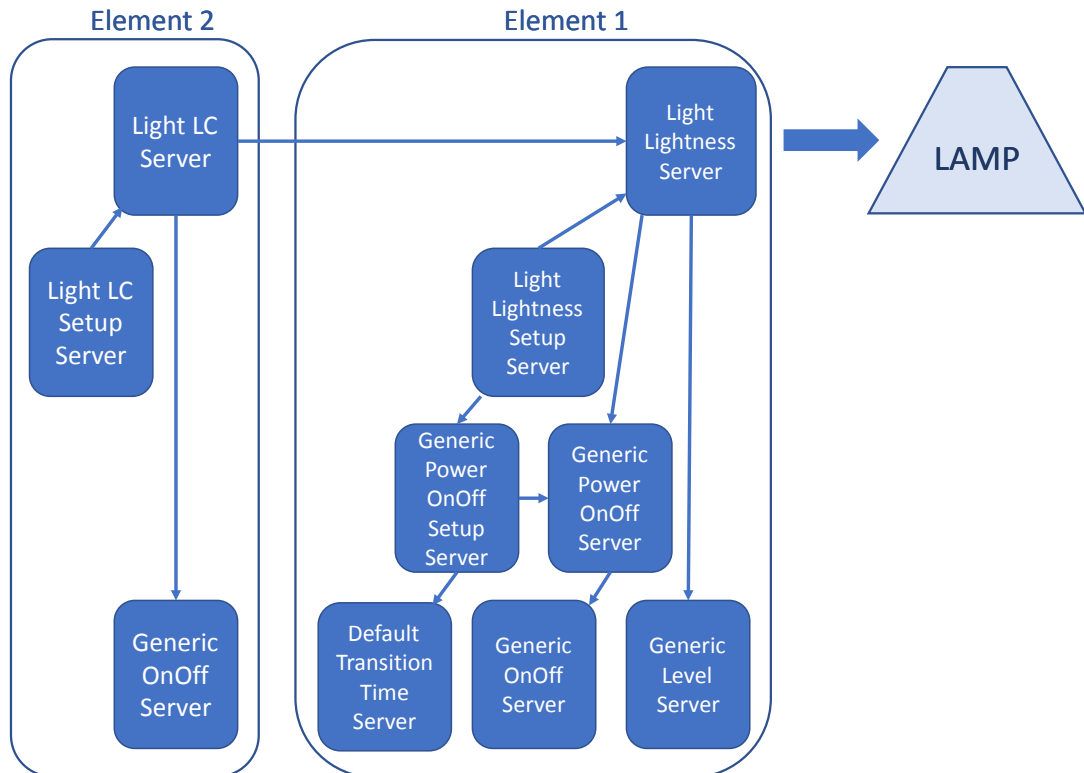 Element 2
Element 1
Light LC
Server
Light
Lightness
Server
LAMP
Light LC
Setup
Server
Light
Lightness
Setup
Server
Generic
Power
OnOff
Setup
Server
Generic
Power
OnOff
Server
Generic
OnOff
Server
Default
Transition
Time
Server
Generic
OnOff
Server
Generic
Level
Server